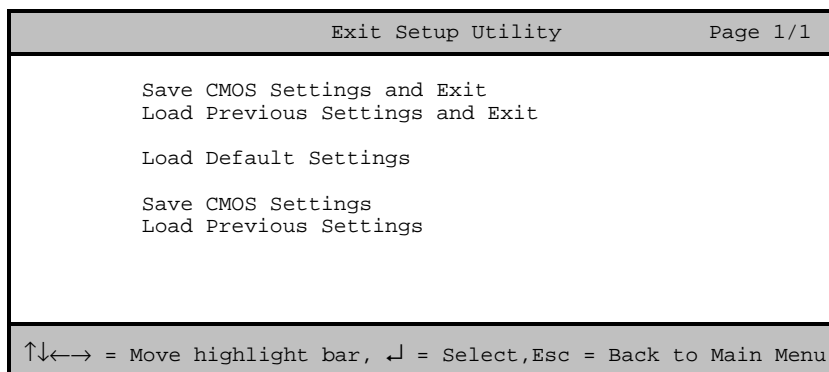 Exit Setup Utility Page 1/1
Save CMOS Settings and Exit
Load Previous Settings and Exit
Load Default Settings
Save CMOS Settings
Load Previous Settings
↑↓←→ = Move highlight bar, ↵ = Select,Esc = Back to Main Menu